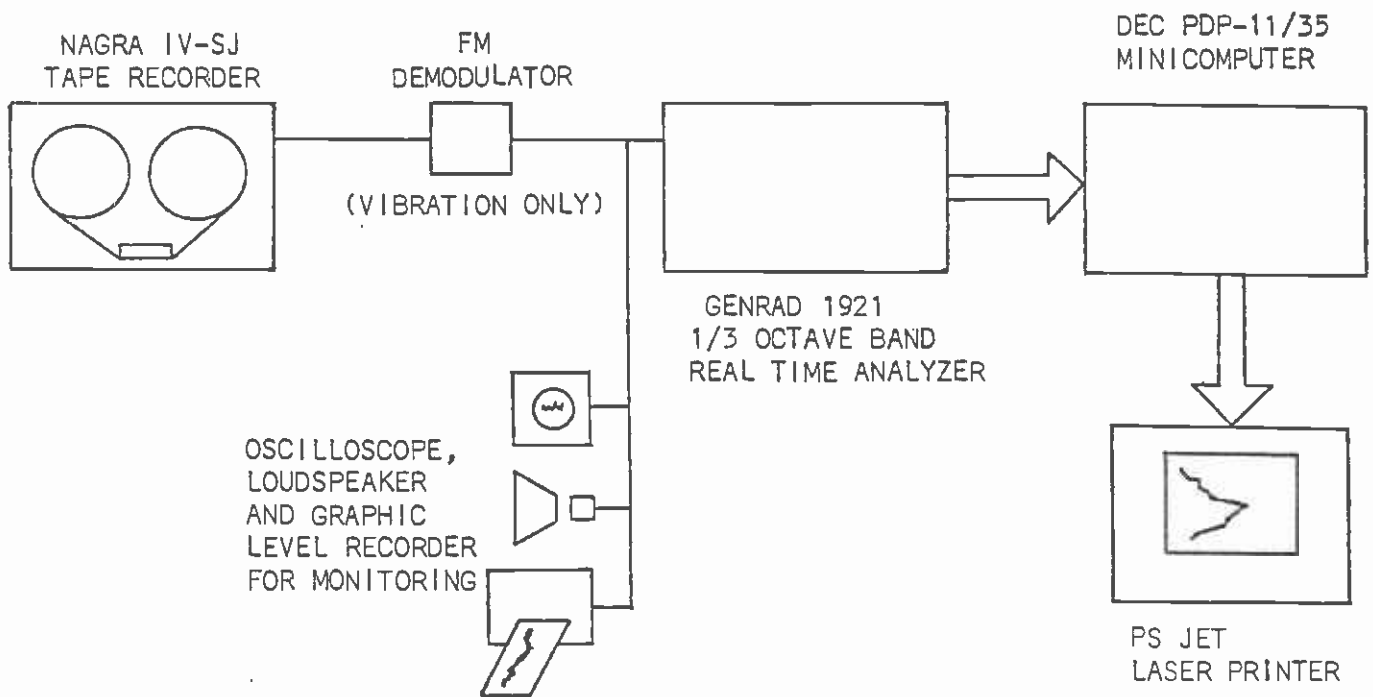 NAGRA IV-SJ
TAPE RECORDER
FM
DEMODULATOR
(VIBRATION ONLY)
DEC PDP-11/35
MINICOMPUTER
GENRAD 1921
1/3 OCTAVE BAND
REAL TIME ANALYZER
OSCILLOSCOPE,
LOUDSPEAKER
AND GRAPHIC
LEVEL RECORDER
FOR MONITORING
PS JET
LASER PRINTER